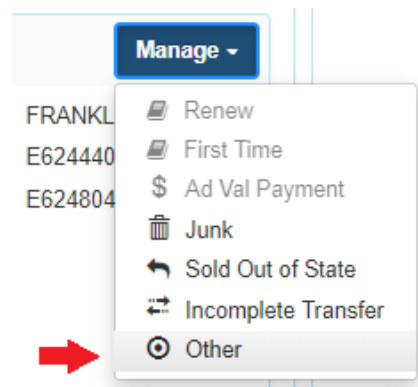 Manage
FRANKL
Renew
E624440
First Time
E624804
$ Ad Val Payment
Junk
Sold Out of State
Incomplete Transfer
Other